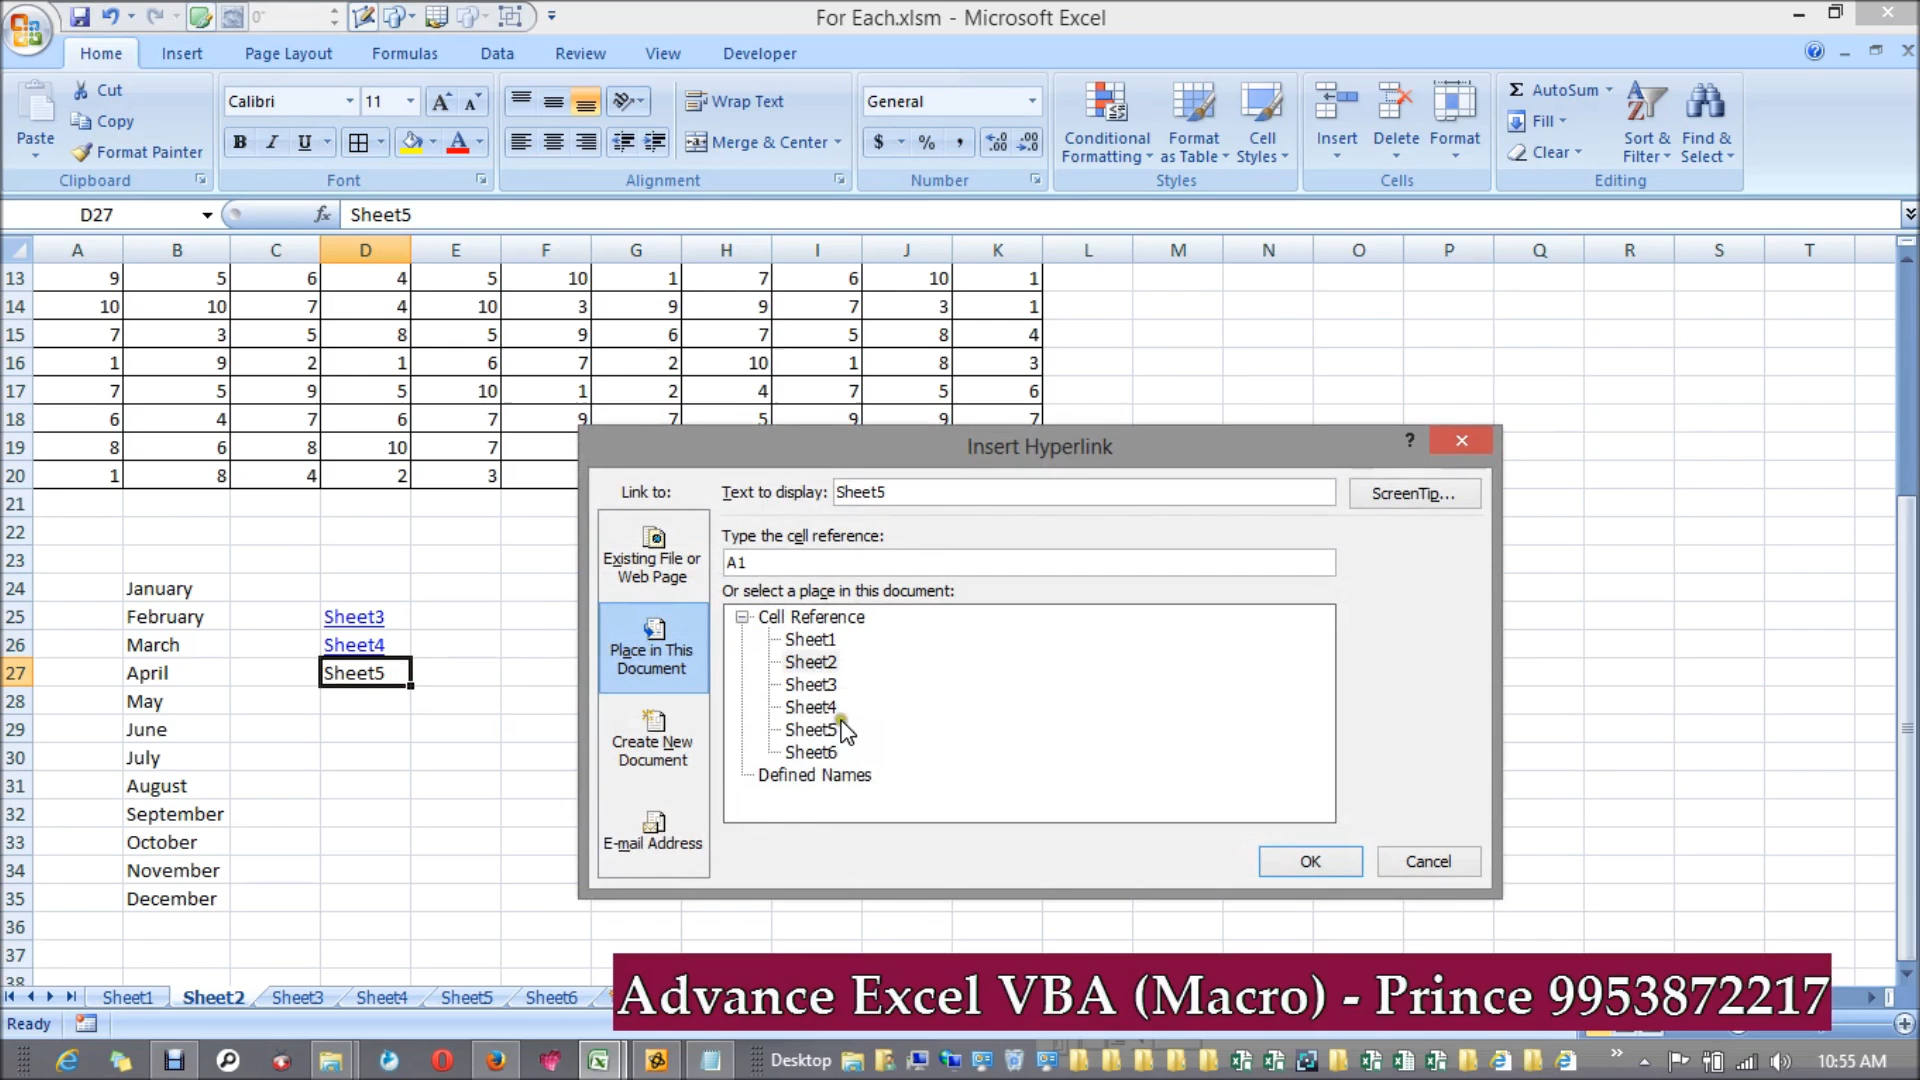 For Each.xlsm - Microsoft Excel
Home Insert Page Layout Formulas Data Review View Developer
Paste
Cut
Copy
Format Painter
Clipboard
Calibri 11
B I U
Font
Wrap Text
Merge & Center
Alignment
General
$ % ,
Number
Conditional Formatting
Format as Table
Cell Styles
Styles
Insert Delete Format
Cells
Σ AutoSum
Fill
Clear
Sort & Filter
Find & Select
Editing
D27 fx Sheet5
A B C D E F G H I J K L M N O P Q R S T
13 9 5 6 4 5 10 1 7 6 10 1
14 10 10 7 4 10 3 9 9 7 3 1
15 7 3 5 8 5 9 6 7 5 8 4
16 1 9 2 1 6 7 2 10 1 8 3
17 7 5 9 5 10 1 2 4 7 5 6
18 6 4 7 6 7 9 7 5 9 9 7
19 8 6 8 10 7
20 1 8 4 2 3
21
22
23
24 January
25 February Sheet3
26 March Sheet4
27 April Sheet5
28 May
29 June
30 July
31 August
32 September
33 October
34 November
35 December
36
37
38
Insert Hyperlink
?
Link to:
Existing File or Web Page
Place in This Document
Create New Document
E-mail Address
Text to display: Sheet5
ScreenTip...
Type the cell reference:
A1
Or select a place in this document:
Cell Reference
Sheet1
Sheet2
Sheet3
Sheet4
Sheet5
Sheet6
Defined Names
OK Cancel
Sheet1 Sheet2 Sheet3 Sheet4 Sheet5 Sheet6
Advance Excel VBA (Macro) - Prince 9953872217
Ready
Desktop
10:55 AM